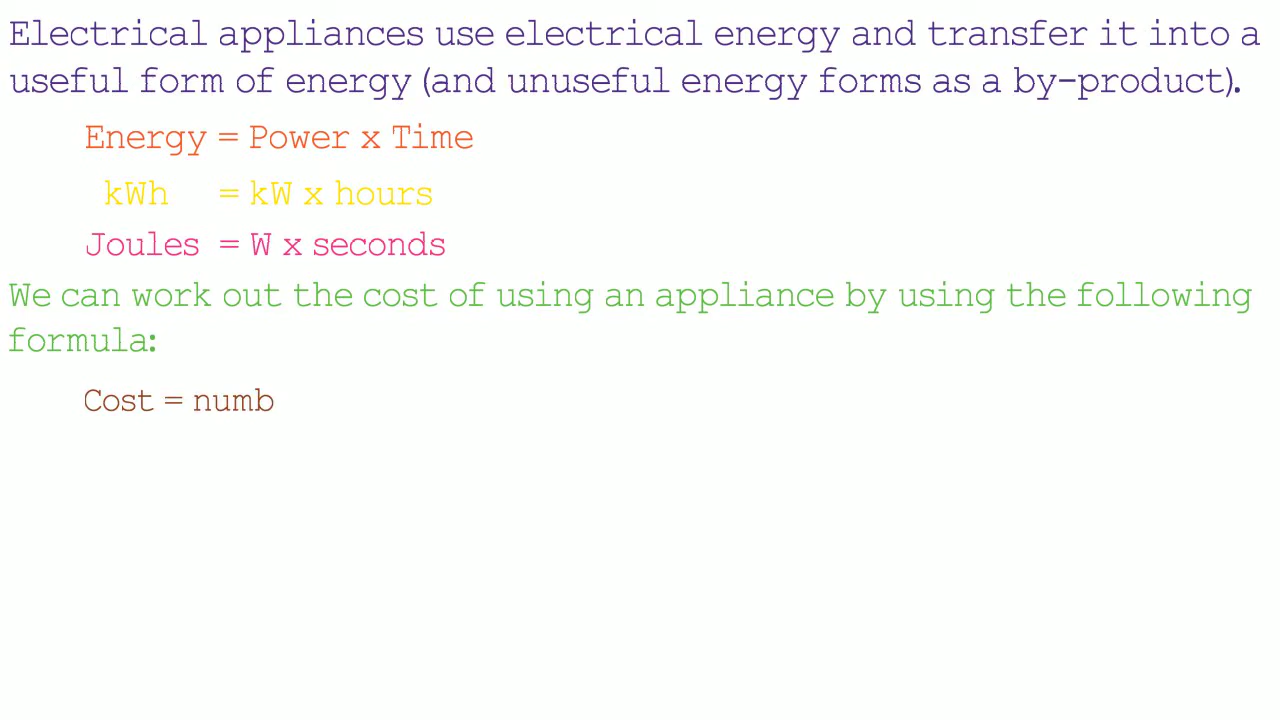 Electrical appliances use electrical energy and transfer it into a
useful form of energy (and unuseful energy forms as a by-product).
Energy = Power x Time
kWh = kW x hours
Joules = W x seconds
We can work out the cost of using an appliance by using the following
formula:
Cost = numb